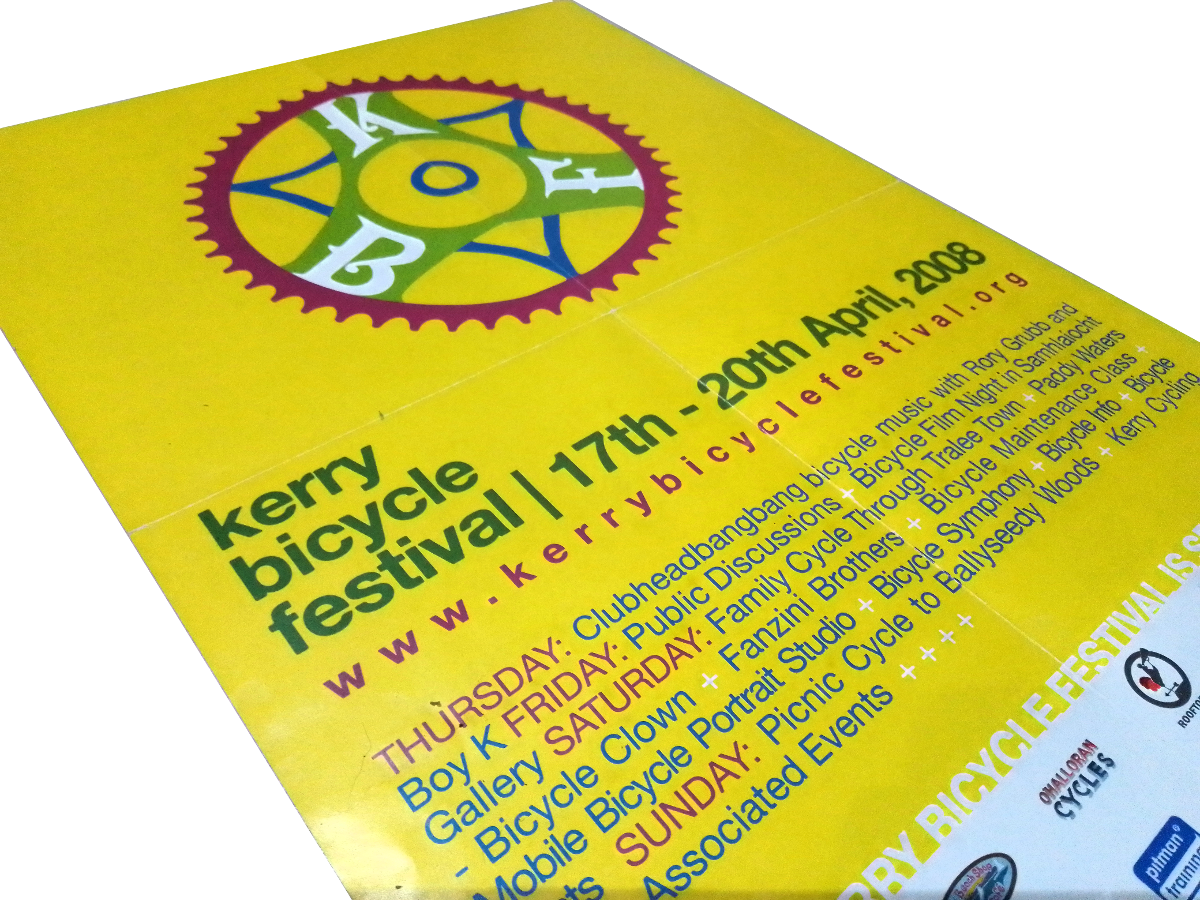 K
F
B
kerry
bicycle
festival | 17th - 20th April, 2008
www.kerrybicyclefestival.org
THURSDAY: Clubheadbangbang bicycle music with Rory Grubb and
Boy K FRIDAY: Public Discussions + Bicycle Film Night in Samhlaiocht
Gallery SATURDAY: Family Cycle Through Tralee Town + Paddy Waters
- Bicycle Clown + Fanzini Brothers + Bicycle Maintenance Class +
Mobile Bicycle Portrait Studio + Bicycle Symphony + Bicycle Info + Bicycle
SUNDAY: Picnic Cycle to Ballyseedy Woods + Kerry Cycling
Associated Events ++++
BICYCLE FESTIVAL IS
OHALLORAN
CYCLES
pitman
training